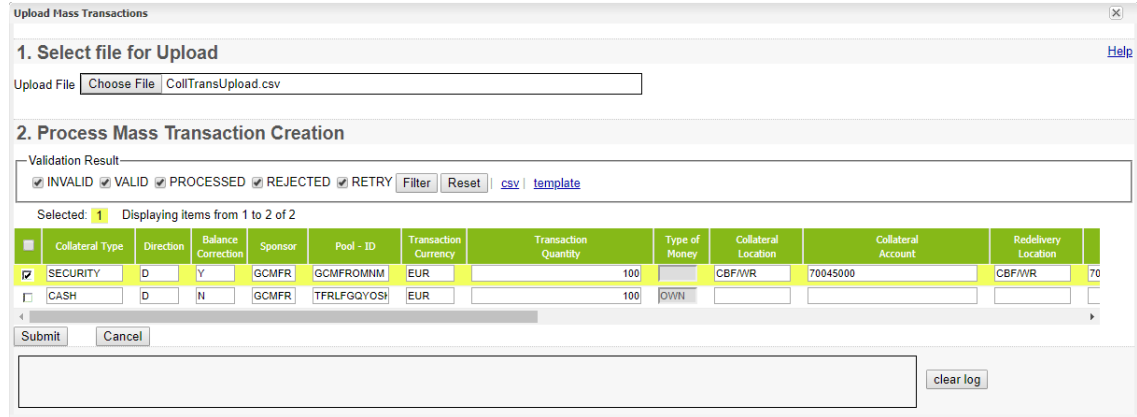 Upload Mass Transactions
1. Select file for Upload
Help
Upload File Choose File CollTransUpload.csv
2. Process Mass Transaction Creation
Validation Result
INVALID VALID PROCESSED REJECTED RETRY Filter Reset | csv | template
Selected: 1 Displaying items from 1 to 2 of 2
Collateral Type Direction Balance Correction Sponsor Pool - ID Transaction Currency Transaction Quantity Type of Money Collateral Location Collateral Account Redelivery Location
SECURITY D Y GCMFR GCMFROMNM EUR 100 CBF/WR 70045000 CBF/WR 70
CASH D N GCMFR TFRLFGQYOSH EUR 100 OWN
Submit Cancel
clear log